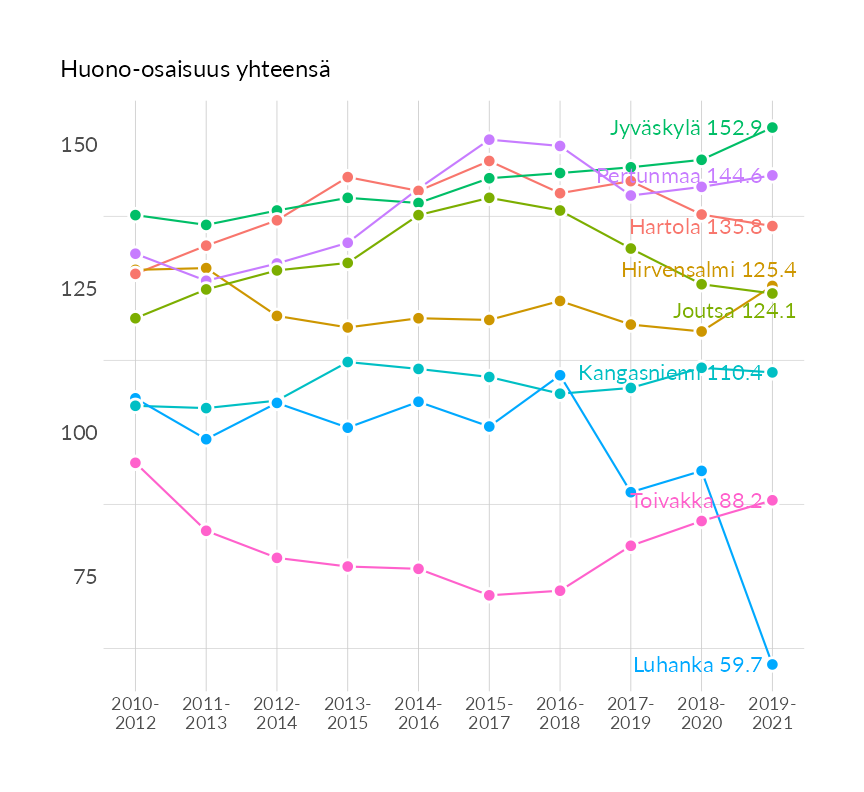 Huono-osaisuus yhteensä
150
125
100
75
Jyväskylä 152.9
Pertunmaa 144.6
Hartola 135.8
Hirvensalmi 125.4
Joutsa 124.1
Kangasniemi 110.4
Toivakka 88.2
Luhanka 59.7
2010- 2011- 2012- 2013- 2014- 2015- 2016- 2017- 2018- 2019-
2012 2013 2014 2015 2016 2017 2018 2019 2020 2021